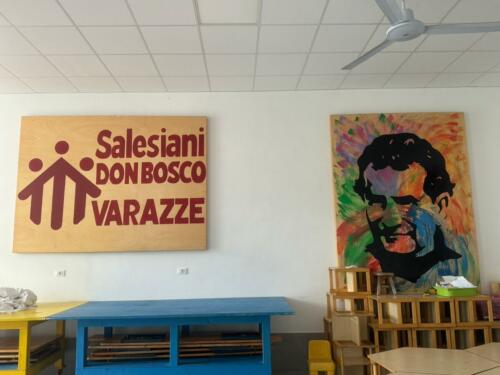 Salesiani
DON BOSCO
VARAZZE